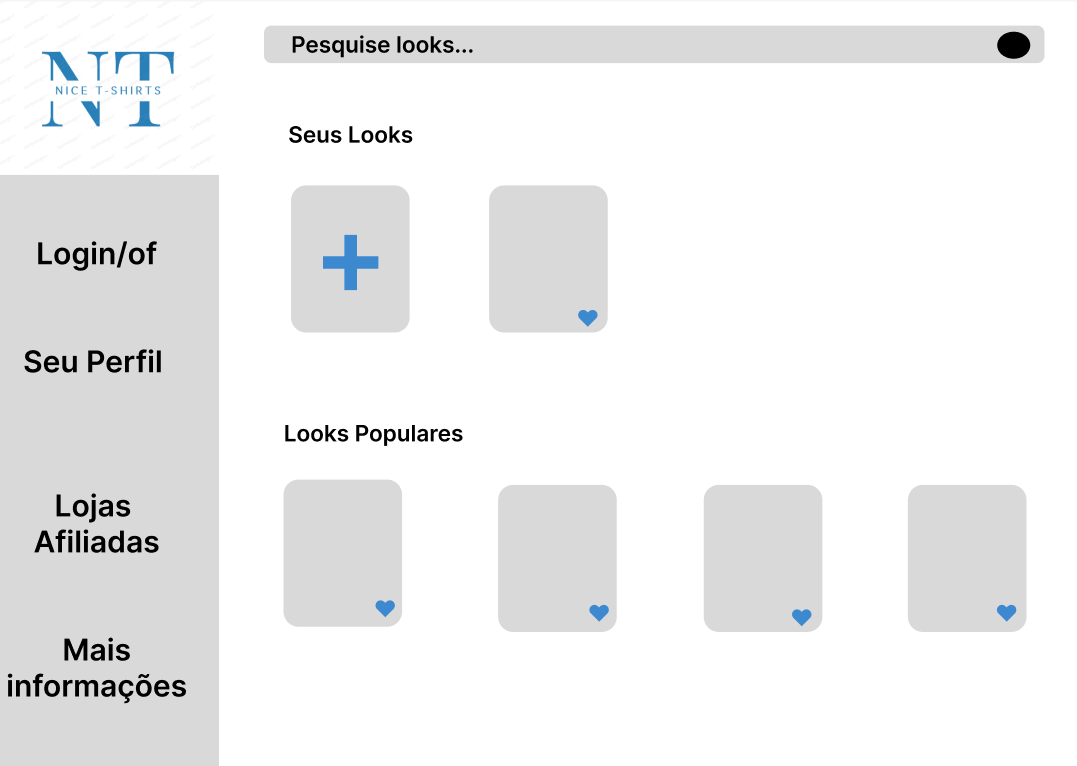 NT
NICE T-SHIRTS
Pesquise looks...
Seus Looks
Login/of
Seu Perfil
Looks Populares
Lojas
Afiliadas
Mais
informações